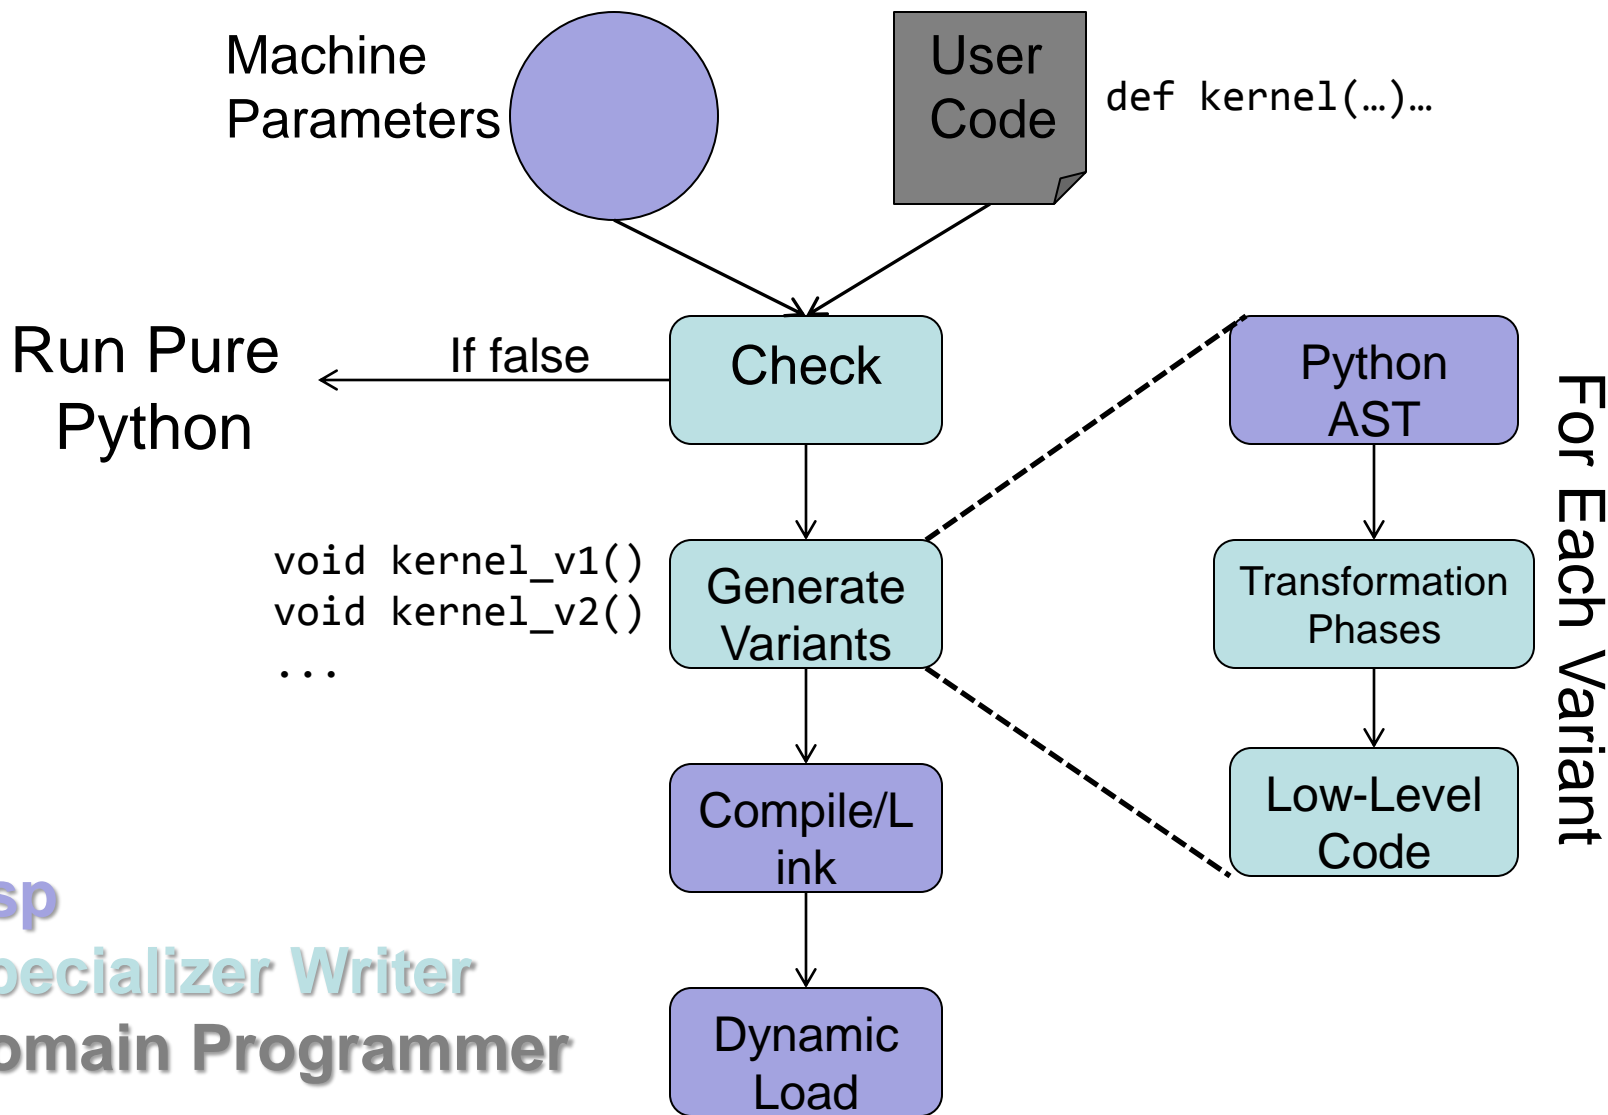 Machine
Parameters
User
Code
def kernel(…)…
Run Pure
Python
If false
Check
Python
AST
For Each Variant
void kernel_v1()
void kernel_v2()
...
Generate
Variants
Transformation
Phases
Compile/L
ink
Low-Level
Code
sp
pecializer Writer
omain Programmer
Dynamic
Load